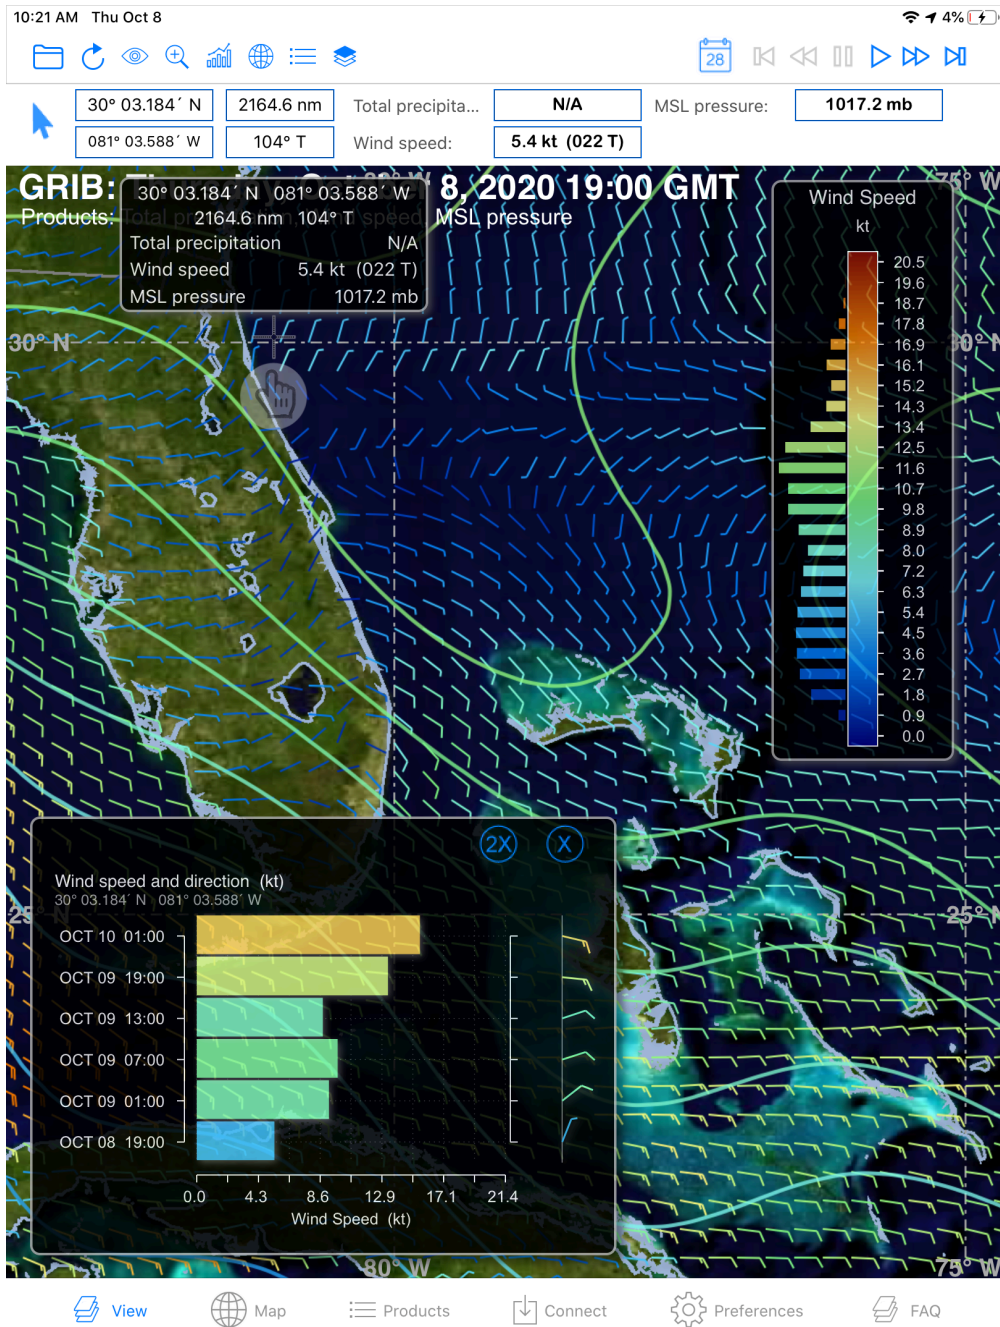 10:21 AM Thu Oct 8
4%
28
30° 03.184´ N 2164.6 nm Total precipita... N/A MSL pressure: 1017.2 mb
081° 03.588´ W 104° T Wind speed: 5.4 kt (022 T)
GRIB: 8, 2020 19:00 GMT
75° W
Products: MSL pressure
30° 03.184´ N 081° 03.588´ W
2164.6 nm ,104° T
Total precipitation N/A
Wind speed 5.4 kt (022 T)
MSL pressure 1017.2 mb
Wind Speed
kt
20.5
19.6
18.7
17.8
16.9
16.1
15.2
14.3
13.4
12.5
11.6
10.7
9.8
8.9
8.0
7.2
6.3
5.4
4.5
3.6
2.7
1.8
0.9
0.0
30° N
30° N
2X X
Wind speed and direction (kt)
30° 03.184´ N 081° 03.588´ W
25° N
25° N
OCT 10 01:00
OCT 09 19:00
OCT 09 13:00
OCT 09 07:00
OCT 09 01:00
OCT 08 19:00
0.0 4.3 8.6 12.9 17.1 21.4
Wind Speed (kt)
80° W 75° W
View Map Products Connect Preferences FAQ